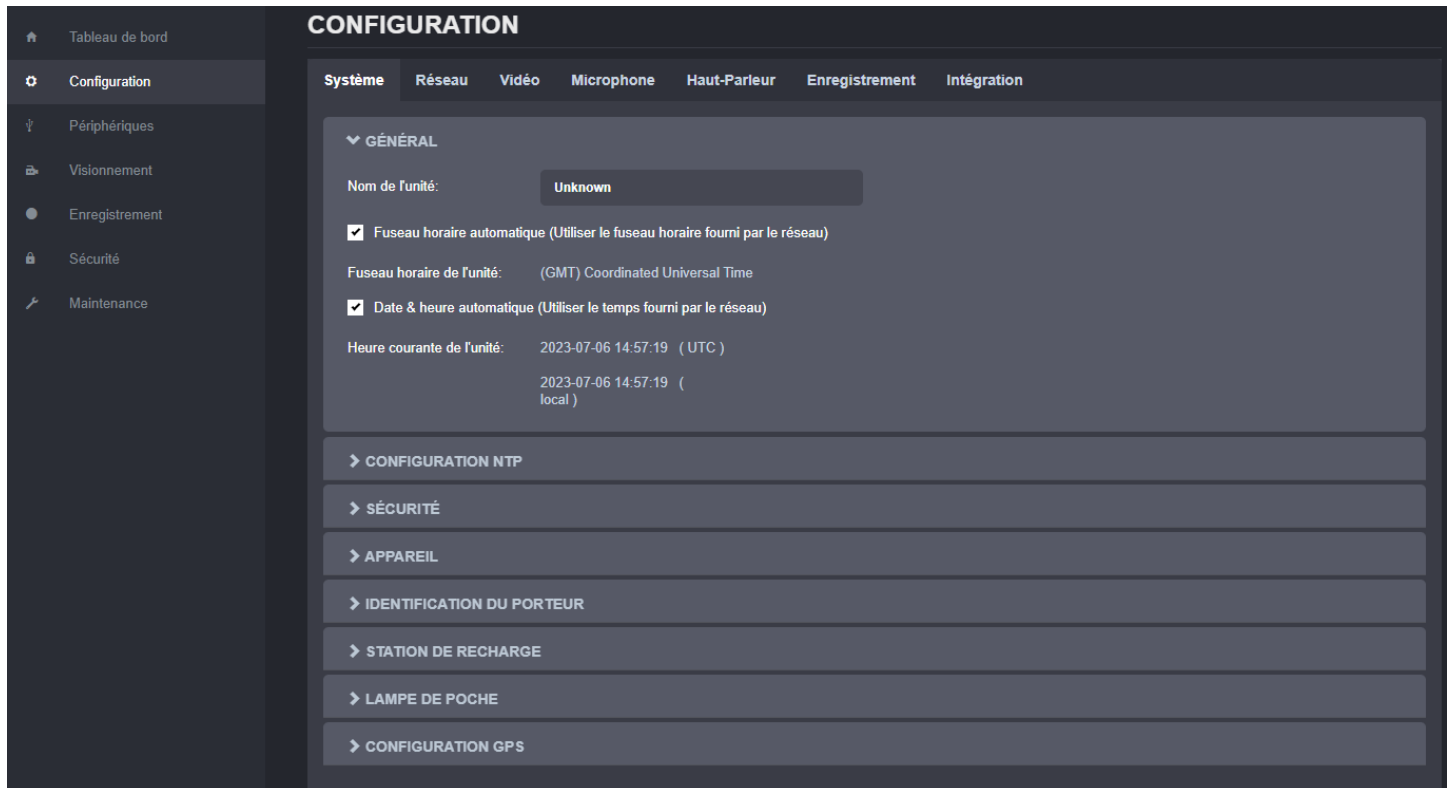 Tableau de bord
Configuration
Périphériques
Visionnement
Enregistrement
Sécurité
Maintenance
CONFIGURATION
Système Réseau Vidéo Microphone Haut-Parleur Enregistrement Intégration
GÉNÉRAL
Nom de l'unité: Unknown
Fuseau horaire automatique (Utiliser le fuseau horaire fourni par le réseau)
Fuseau horaire de l'unité: (GMT) Coordinated Universal Time
Date & heure automatique (Utiliser le temps fourni par le réseau)
Heure courante de l'unité: 2023-07-06 14:57:19 ( UTC )
2023-07-06 14:57:19 (
local )
CONFIGURATION NTP
SÉCURITÉ
APPAREIL
IDENTIFICATION DU PORTEUR
STATION DE RECHARGE
LAMPE DE POCHE
CONFIGURATION GPS